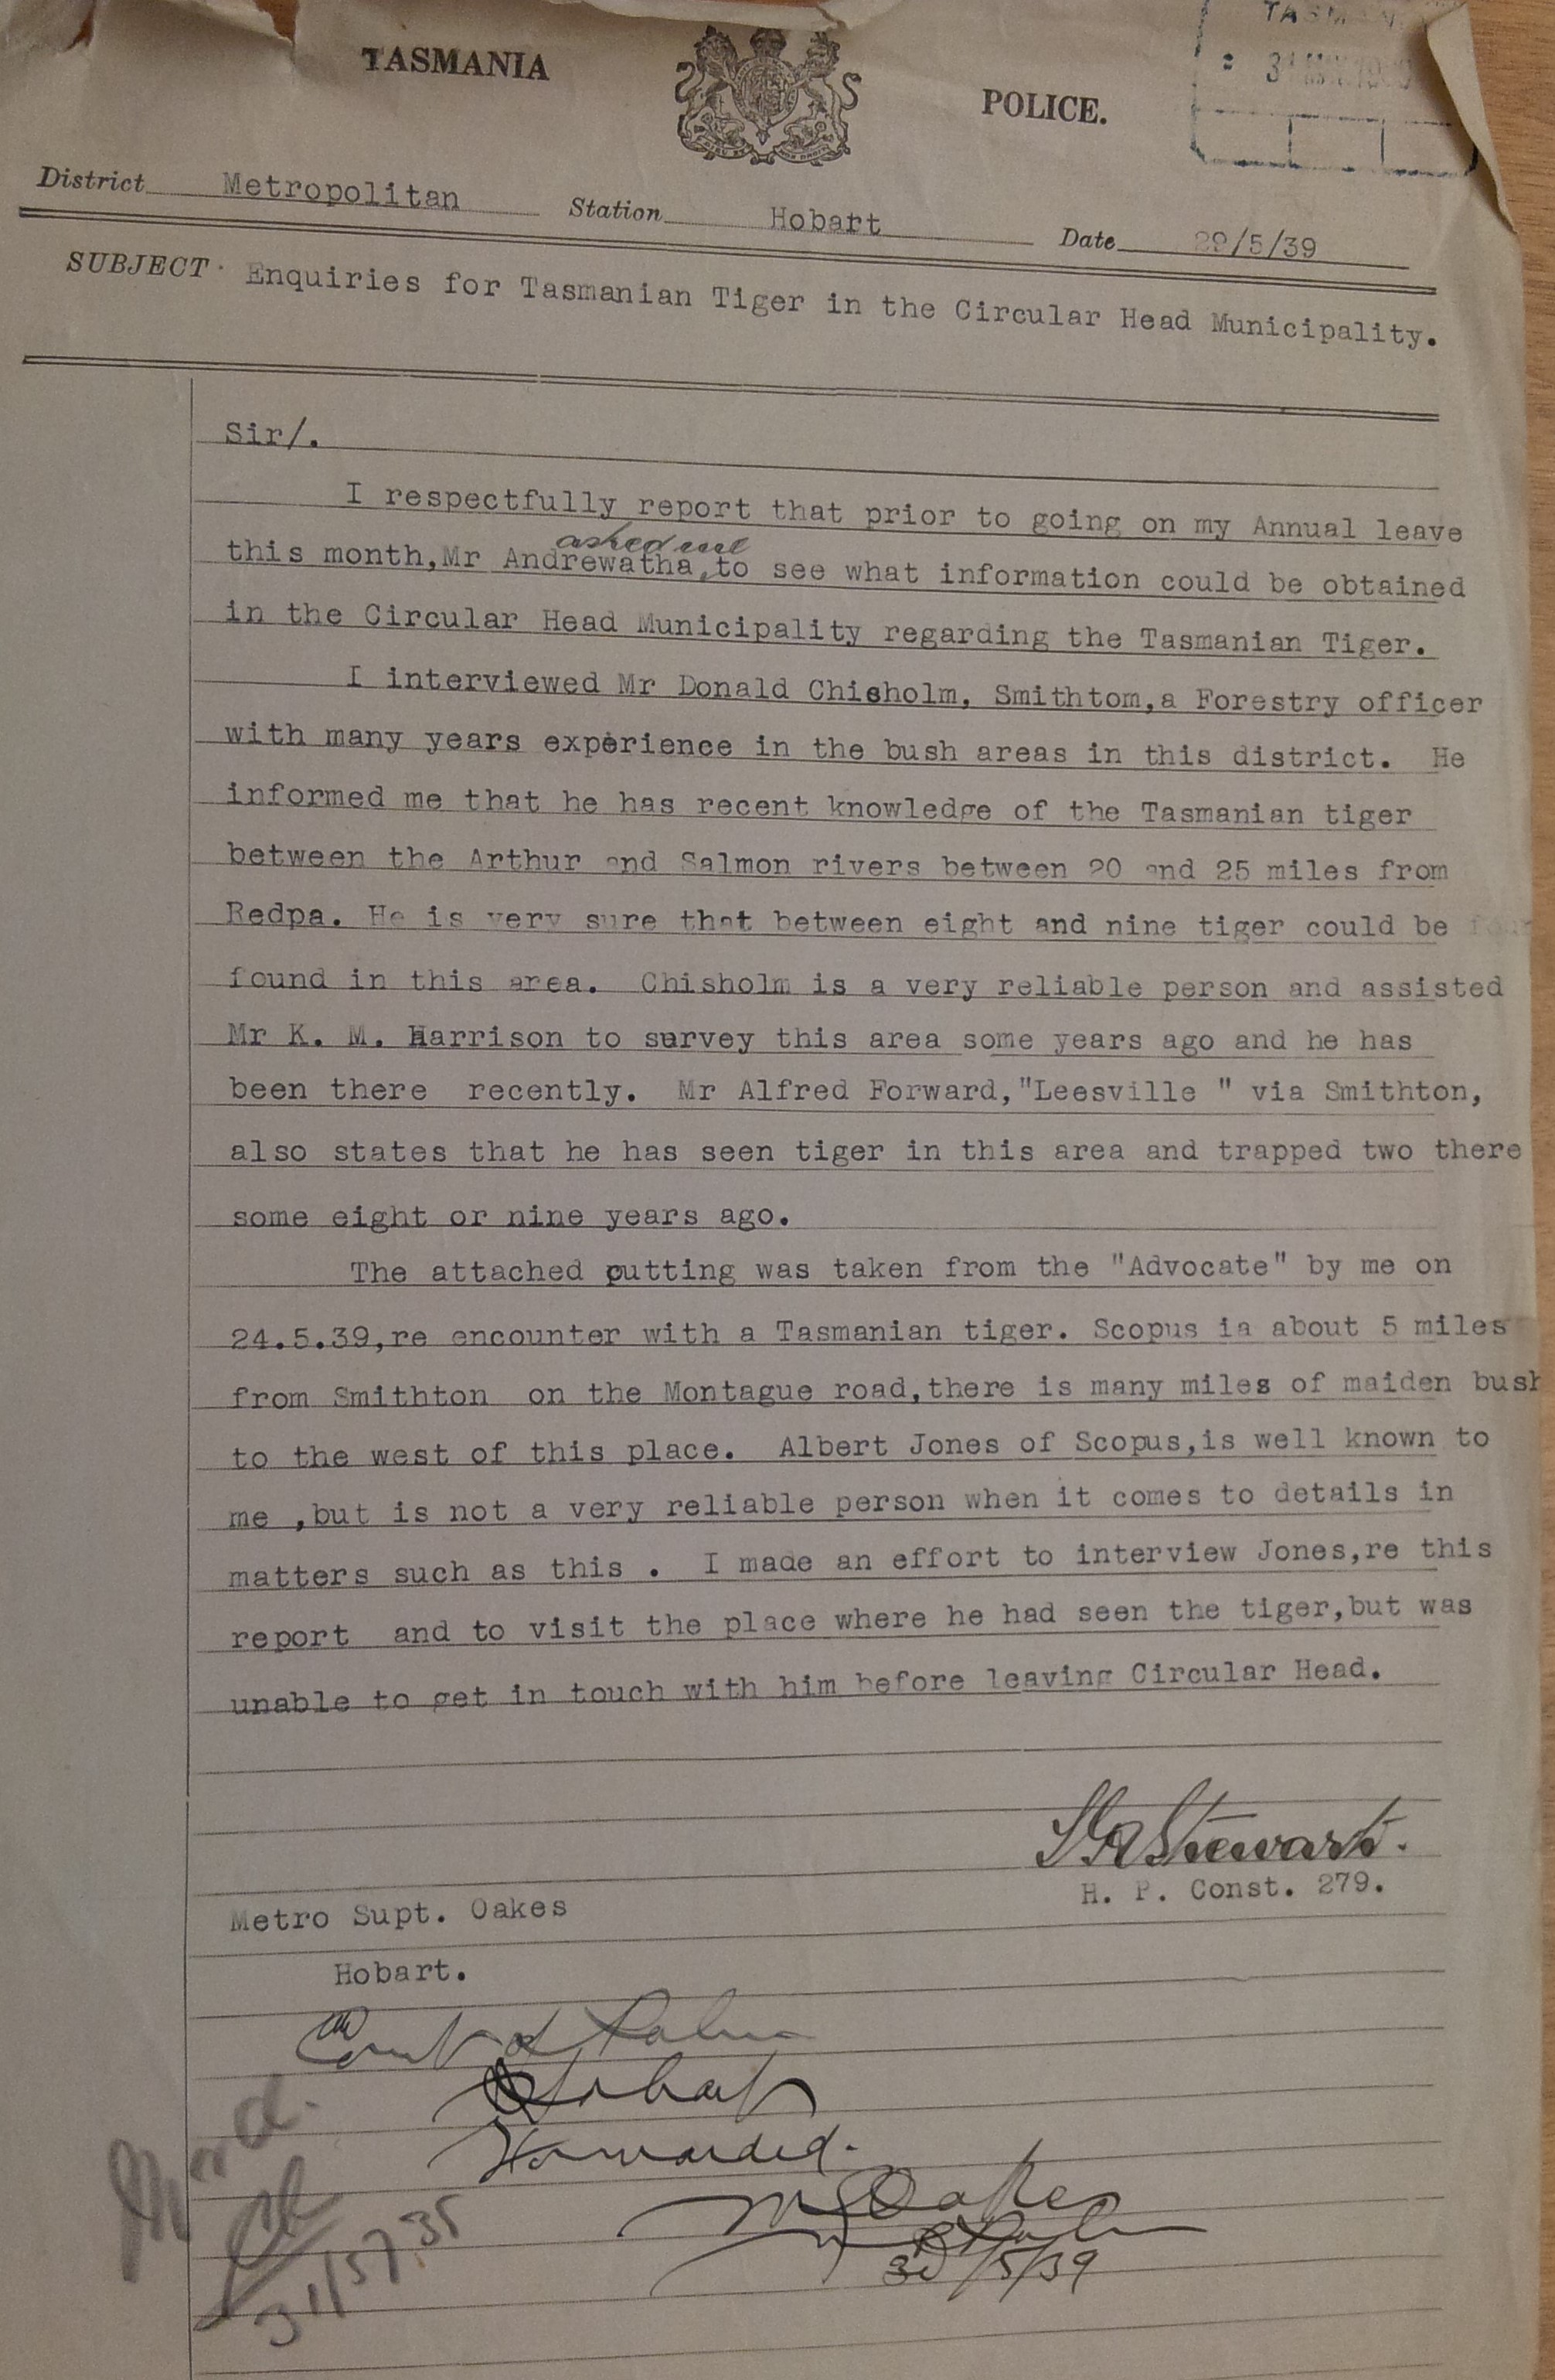 TASMANIA POLICE.
TASMAN
31 MAY 19
District Metropolitan Station Hobart Date 29/5/39
SUBJECT Enquiries for Tasmanian Tiger in the Circular Head Municipality.
Sir/.
I respectfully report that prior to going on my Annual leave
asked me
this month,Mr Andrewatha,to see what information could be obtained
in the Circular Head Municipality regarding the Tasmanian Tiger.
I interviewed Mr Donald Chisholm, Smithtom,a Forestry officer
with many years experience in the bush areas in this district. He
informed me that he has recent knowledge of the Tasmanian tiger
between the Arthur and Salmon rivers between 20 and 25 miles from
Redpa. He is very sure that between eight and nine tiger could be
found in this area. Chisholm is a very reliable person and assisted
Mr K. M. Harrison to survey this area some years ago and he has
been there recently. Mr Alfred Forward,"Leesville " via Smithton,
also states that he has seen tiger in this area and trapped two there
some eight or nine years ago.
The attached cutting was taken from the "Advocate" by me on
24.5.39,re encounter with a Tasmanian tiger. Scopus ia about 5 miles
from Smithton on the Montague road,there is many miles of maiden bush
to the west of this place. Albert Jones of Scopus,is well known to
me ,but is not a very reliable person when it comes to details in
matters such as this . I made an effort to interview Jones,re this
report and to visit the place where he had seen the tiger,but was
unable to get in touch with him before leaving Circular Head.
Stewart.
H. P. Const. 279.
Metro Supt. Oakes
Hobart.
Hobart
Forwarded.
Oakes
30/5/39